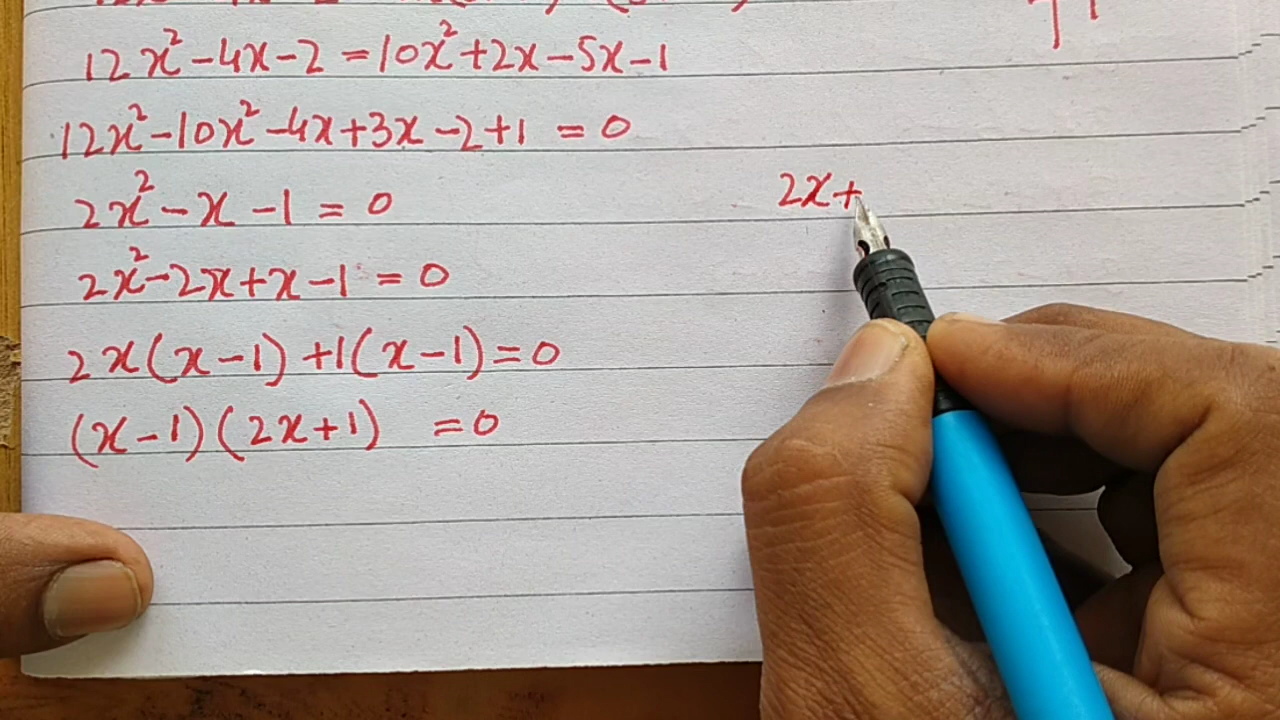 12x²-4x-2 = 10x²+2x-5x-1
12x²-10x²-4x+3x-2+1 = 0
2x²-x-1 = 0
2x²-2x+x-1 = 0
2x(x-1)+1(x-1) = 0
(x-1)(2x+1) = 0
2x+